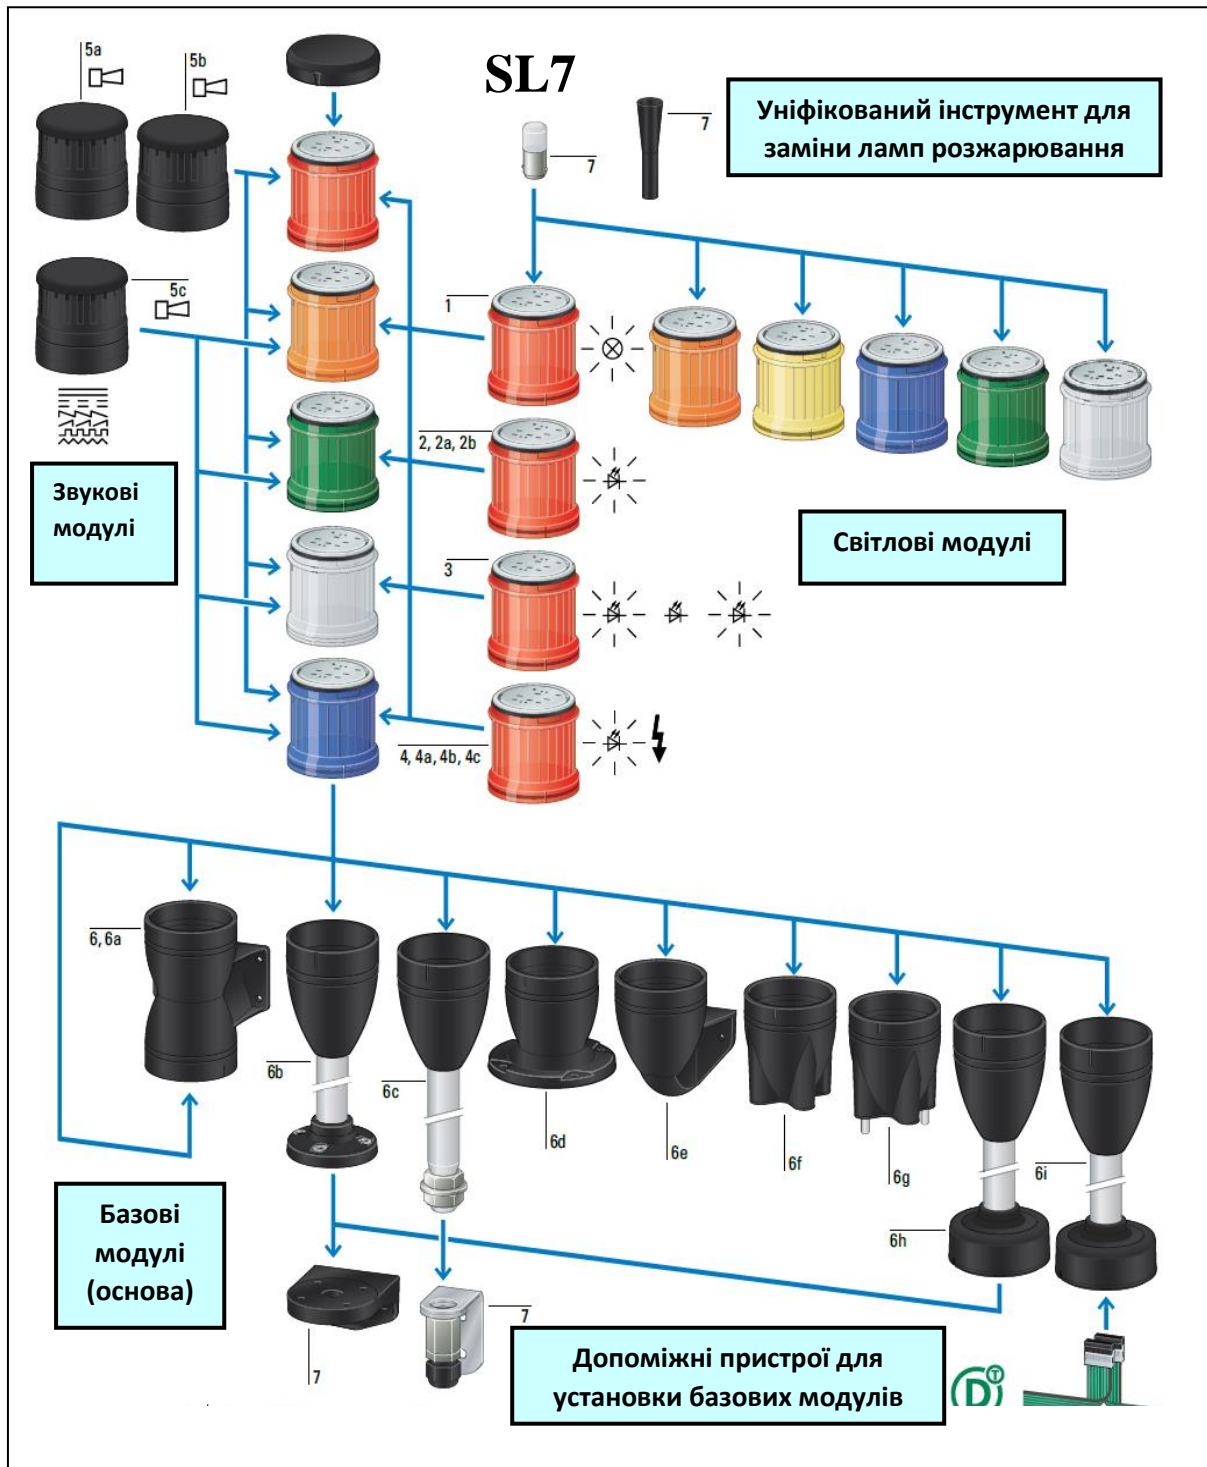 5a
5b
SL7
7
7
Уніфікований інструмент для
заміни ламп розжарювання
5c
1
2, 2a, 2b
Звукові
модулі
Світлові модулі
3
4, 4a, 4b, 4c
6, 6a
6b
6c
6d
6e
6f
6g
6h
6i
Базові
модулі
(основа)
7
7
Допоміжні пристрої для
установки базових модулів
D
T